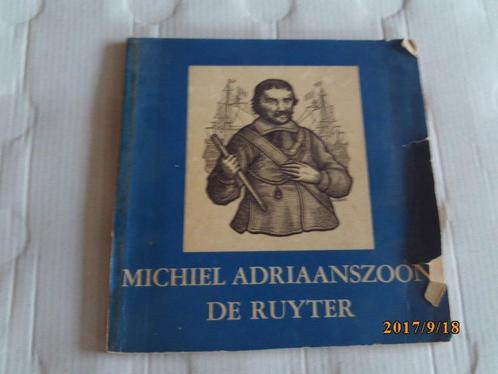 MICHIEL ADRIAANSZOON
DE RUYTER
2017/9/18